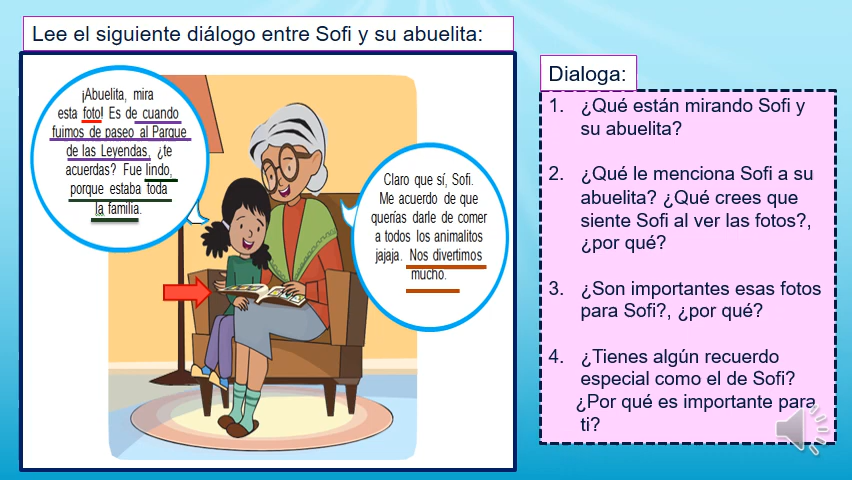 Lee el siguiente diálogo entre Sofi y su abuelita:
¡Abuelita, mira
esta foto! Es de cuando
fuimos de paseo al Parque
de las Leyendas, ¿te
acuerdas? Fue lindo,
porque estaba toda
la familia.
Claro que sí, Sofi.
Me acuerdo de que
querías darle de comer
a todos los animalitos
jajaja. Nos divertimos
mucho.
Dialoga:
1. ¿Qué están mirando Sofi y
su abuelita?
2. ¿Qué le menciona Sofi a su
abuelita? ¿Qué crees que
siente Sofi al ver las fotos?,
¿por qué?
3. ¿Son importantes esas fotos
para Sofi?, ¿por qué?
4. ¿Tienes algún recuerdo
especial como el de Sofi?
¿Por qué es importante para
ti?